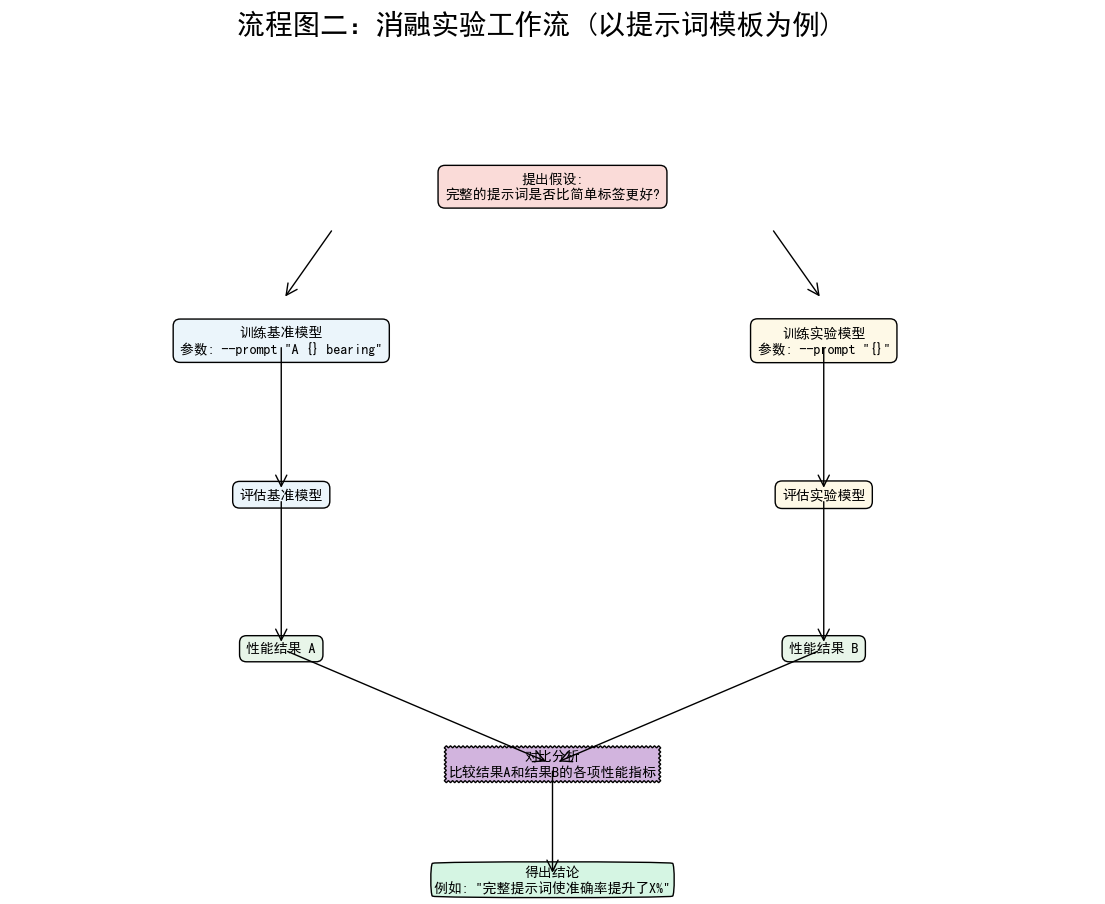 流程图二：消融实验工作流 (以提示词模板为例)
提出假设:
完整的提示词是否比简单标签更好?
训练基准模型
参数: --prompt "A {} bearing"
训练实验模型
参数: --prompt "{}"
评估基准模型
评估实验模型
性能结果 A
性能结果 B
对比分析
比较结果A和结果B的各项性能指标
得出结论
例如: "完整提示词使准确率提升了X%"